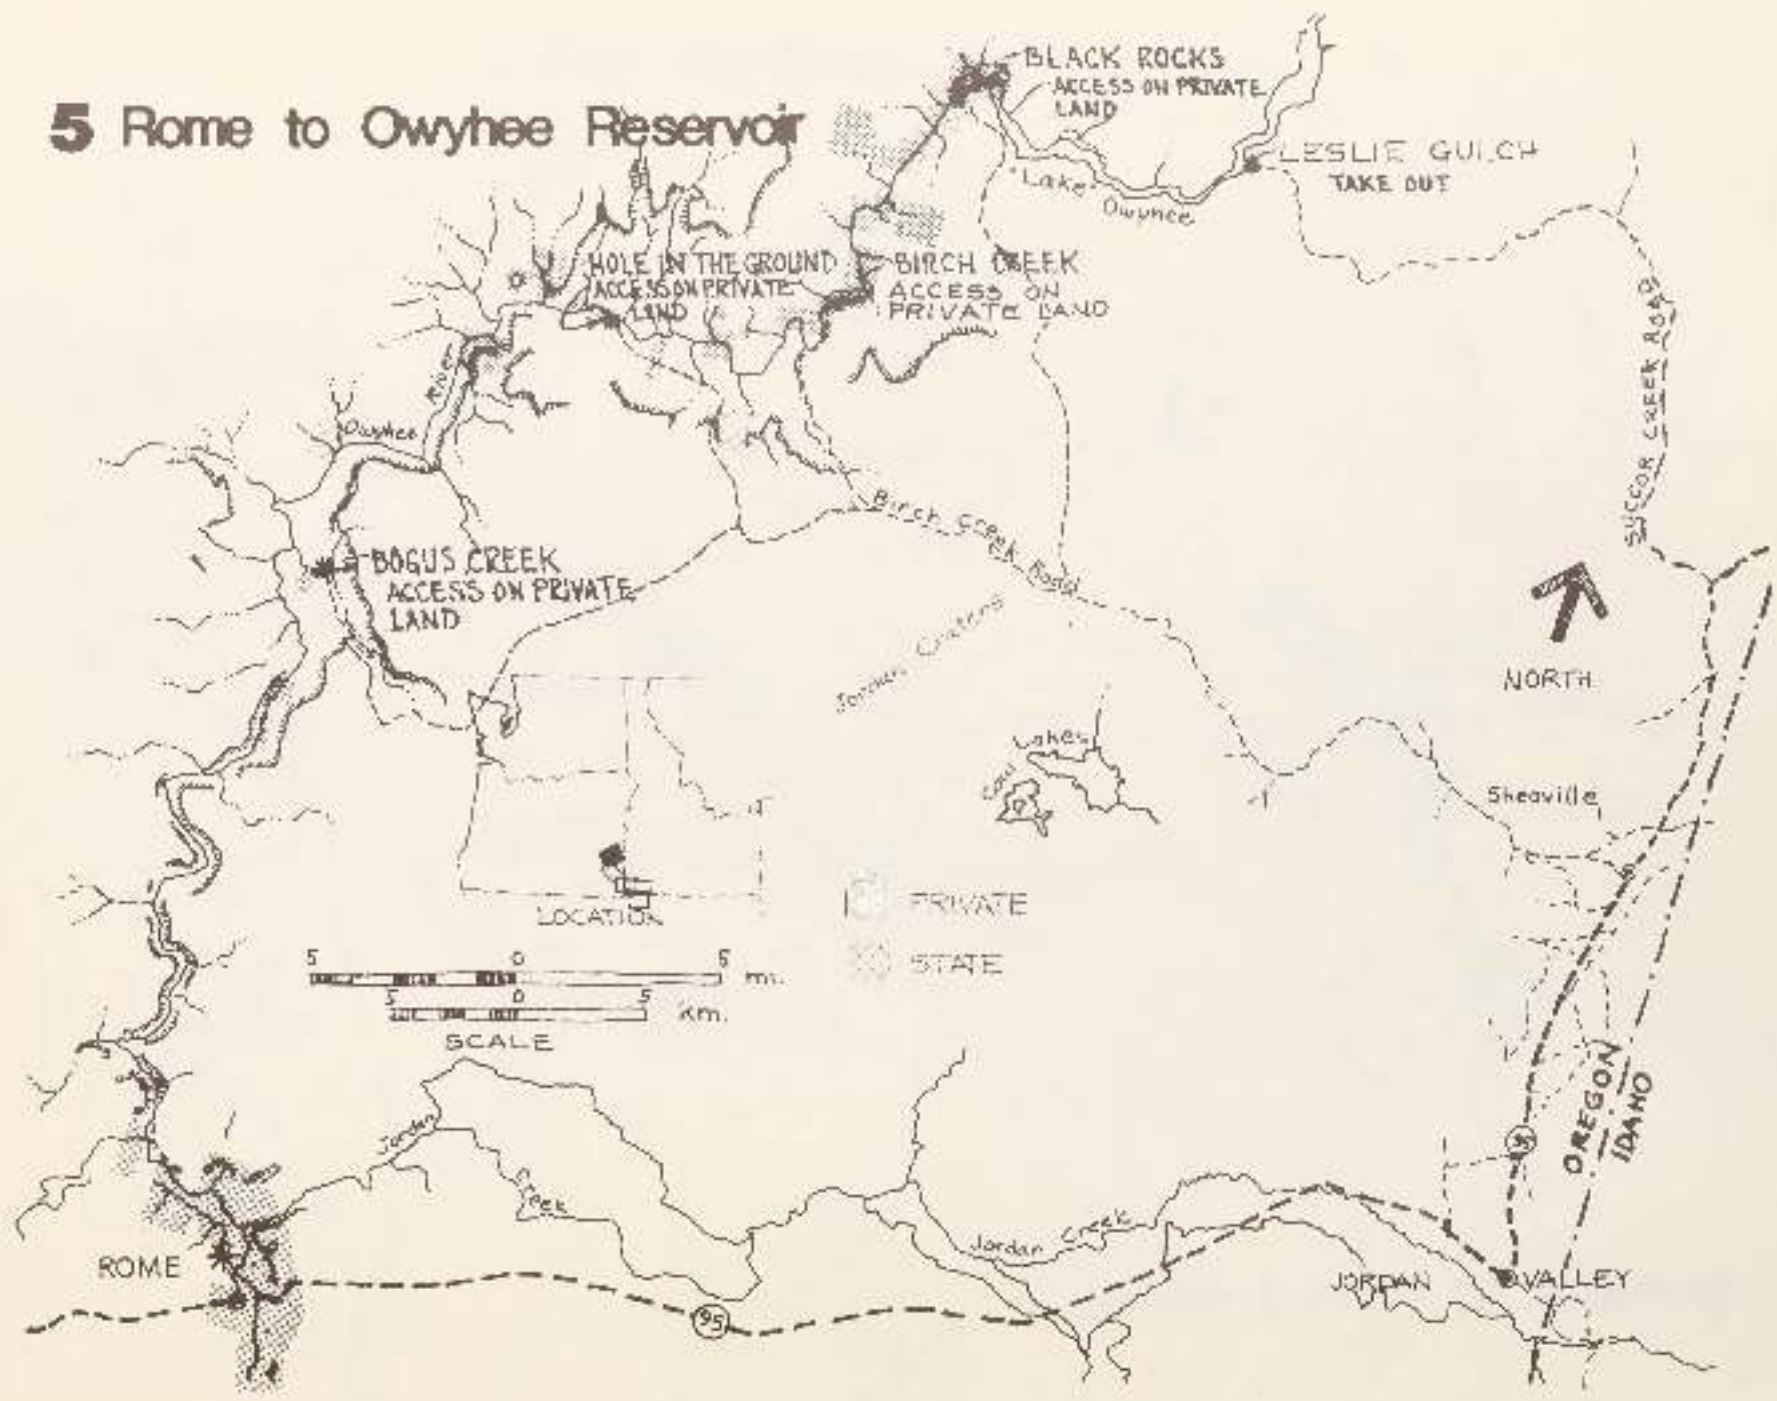 5 Rome to Owyhee Reservoir
BLACK ROCKS
ACCESS ON PRIVATE
LAND
LESLIE GULCH
TAKE OUT
Lake
Owyhee
HOLE IN THE GROUND
ACCESS ON PRIVATE
LAND
BIRCH CREEK
ACCESS ON
PRIVATE LAND
SUCCOR CREEK ROAD
River
Owyhee
Birch Creek Road
BOGUS CREEK
ACCESS ON PRIVATE
LAND
Jordan Craters
NORTH
Cow
Lakes
Sheaville
LOCATION
PRIVATE
STATE
5 0 5 mi.
5 0 5 km.
SCALE
OREGON
IDAHO
95
Jordan
Creek
Jordan Creek
ROME
JORDAN VALLEY
95